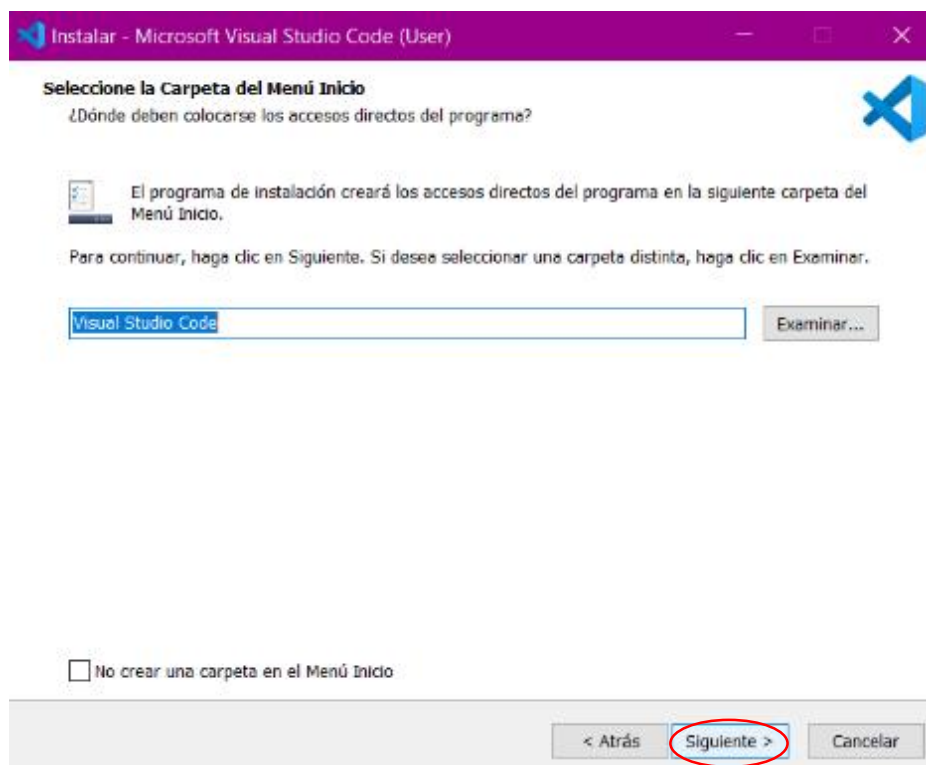 Instalar - Microsoft Visual Studio Code (User)
Seleccione la Carpeta del Menú Inicio
¿Dónde deben colocarse los accesos directos del programa?
El programa de instalación creará los accesos directos del programa en la siguiente carpeta del
Menú Inicio.
Para continuar, haga clic en Siguiente. Si desea seleccionar una carpeta distinta, haga clic en Examinar.
Visual Studio Code
Examinar...
No crear una carpeta en el Menú Inicio
< Atrás
Siguiente >
Cancelar